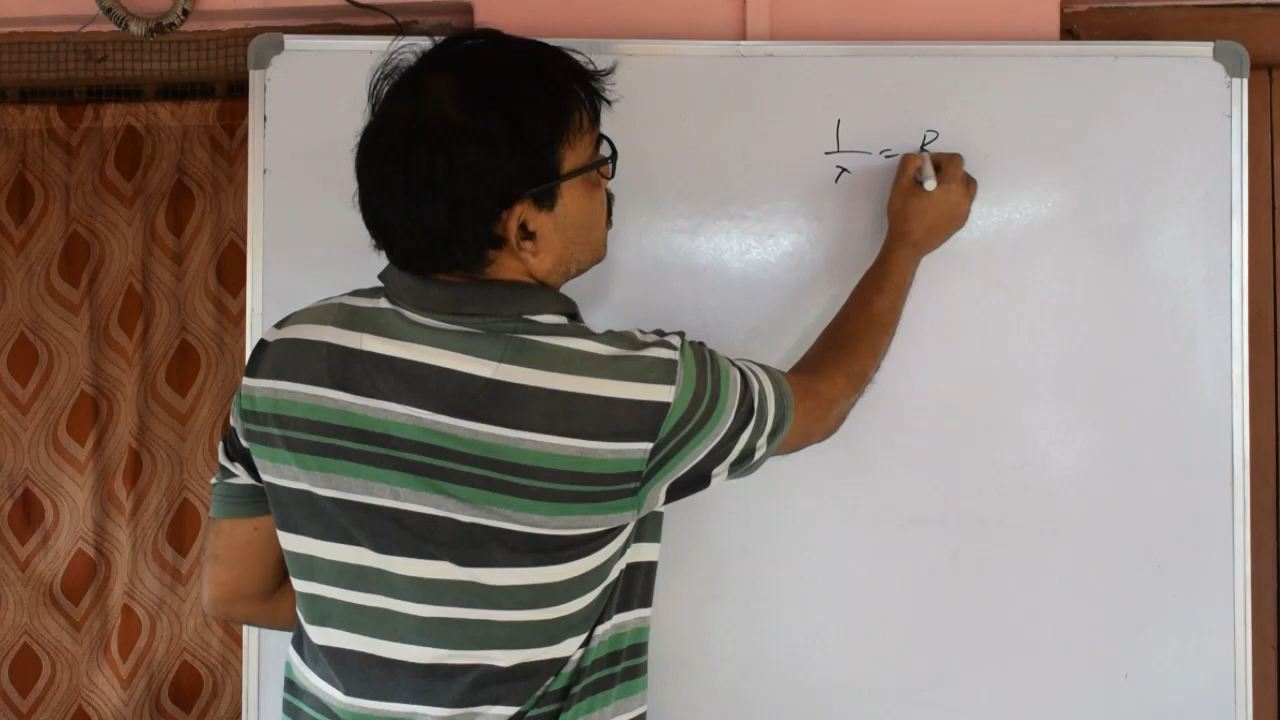 1/λ = R